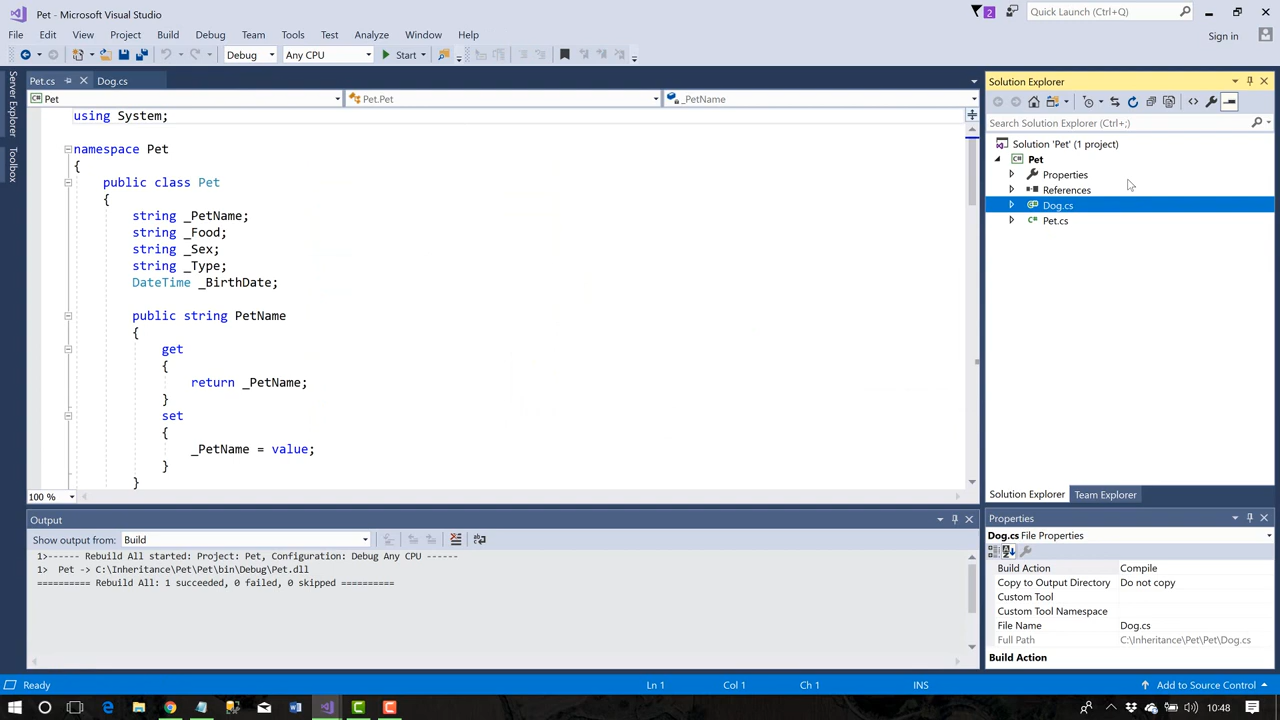 Pet - Microsoft Visual Studio
2
Quick Launch (Ctrl+Q)
File Edit View Project Build Debug Team Tools Test Analyze Window Help
Sign in
Debug Any CPU Start
Server Explorer
Toolbox
Pet.cs Dog.cs
Pet Pet.Pet _PetName
using System;
namespace Pet
{
public class Pet
{
string _PetName;
string _Food;
string _Sex;
string _Type;
DateTime _BirthDate;
public string PetName
{
get
{
return _PetName;
}
set
{
_PetName = value;
}
}
100 %
Output
Show output from: Build
1>------ Rebuild All started: Project: Pet, Configuration: Debug Any CPU ------
1>  Pet -> C:\Inheritance\Pet\Pet\bin\Debug\Pet.dll
========== Rebuild All: 1 succeeded, 0 failed, 0 skipped ==========
Solution Explorer
Search Solution Explorer (Ctrl+;)
Solution 'Pet' (1 project)
C# Pet
Properties
References
Dog.cs
C# Pet.cs
Solution Explorer Team Explorer
Properties
Dog.cs File Properties
Build Action Compile
Copy to Output Directory Do not copy
Custom Tool
Custom Tool Namespace
File Name Dog.cs
Full Path C:\Inheritance\Pet\Pet\Dog.cs
Build Action
Ready Ln 1 Col 1 Ch 1 INS Add to Source Control
10:48